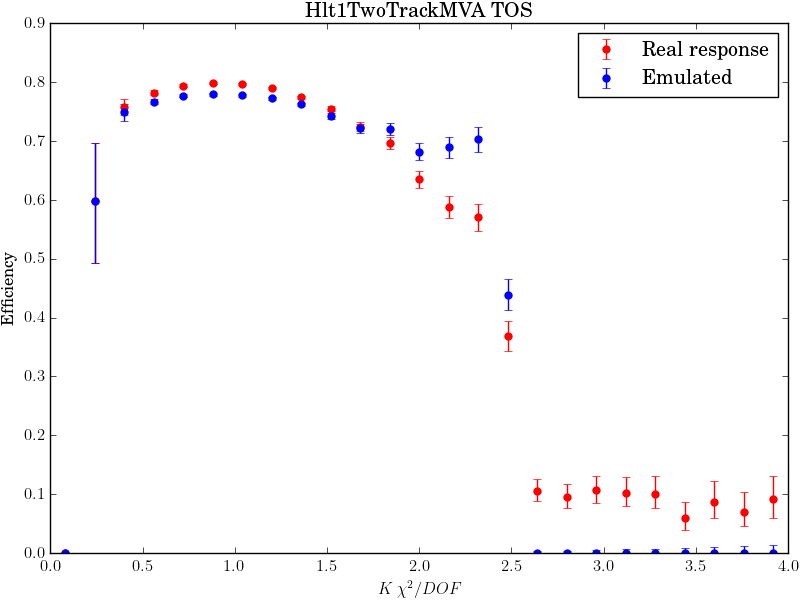 Hlt1TwoTrackMVA TOS
Real response
Emulated
Efficiency
0.9
0.8
0.7
0.6
0.5
0.4
0.3
0.2
0.1
0.0
0.0 0.5 1.0 1.5 2.0 2.5 3.0 3.5 4.0
K χ²/DOF